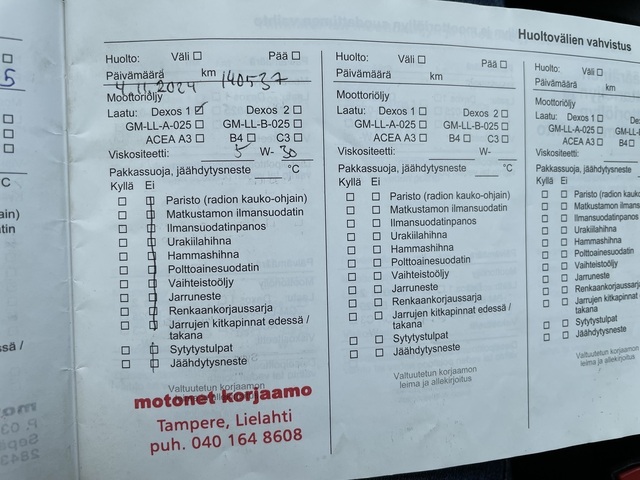 Huoltovälien vahvistus
Huolto: Väli □ Pää □
Päivämäärä km
4.11.2024 140537
Moottoriöljy
Laatu: Dexos 1 ☑ Dexos 2 □
GM-LL-A-025 □ GM-LL-B-025 □
ACEA A3 □ B4 □ C3 □
Viskositeetti: 5 W- 30
Pakkassuoja, jäähdytysneste °C
Kyllä Ei
Paristo (radion kauko-ohjain)
Matkustamon ilmansuodatin
Ilmansuodatinpanos
Urakiilahihna
Hammashihna
Polttoainesuodatin
Vaihteistoöljy
Jarruneste
Renkaankorjaussarja
Jarrujen kitkapinnat edessä /
takana
Sytytystulpat
Jäähdytysneste
Valtuutetun korjaamon
motonet korjaamo
Tampere, Lielahti
puh. 040 164 8608
Huolto: Väli □ Pää □
Päivämäärä km
Moottoriöljy
Laatu: Dexos 1 □ Dexos 2 □
GM-LL-A-025 □ GM-LL-B-025 □
ACEA A3 □ B4 □ C3 □
Viskositeetti: W-
Pakkassuoja, jäähdytysneste °C
Kyllä Ei
Paristo (radion kauko-ohjain)
Matkustamon ilmansuodatin
Ilmansuodatinpanos
Urakiilahihna
Hammashihna
Polttoainesuodatin
Vaihteistoöljy
Jarruneste
Renkaankorjaussarja
Jarrujen kitkapinnat edessä /
takana
Sytytystulpat
Jäähdytysneste
Valtuutetun korjaamon
leima ja allekirjoitus
Huolto: Väli □
Päivämäärä km
Moottoriöljy
Laatu: Dexos 1 □
GM-LL-A-025 □
ACEA A3 □
Viskositeetti:
Pakkassuoja, jäähdytysneste
Kyllä Ei
Paristo (radion kauko
Matkustamon ilmans
Ilmansuodatinpanos
Urakiilahihna
Hammashihna
Polttoainesuodatin
Vaihteistoöljy
Jarruneste
Renkaankorjaussarja
Jarrujen kitkapinnat e
takana
Sytytystulpat
Jäähdytysneste
Valtuutetun korjaamon
leima ja allekirjoitus